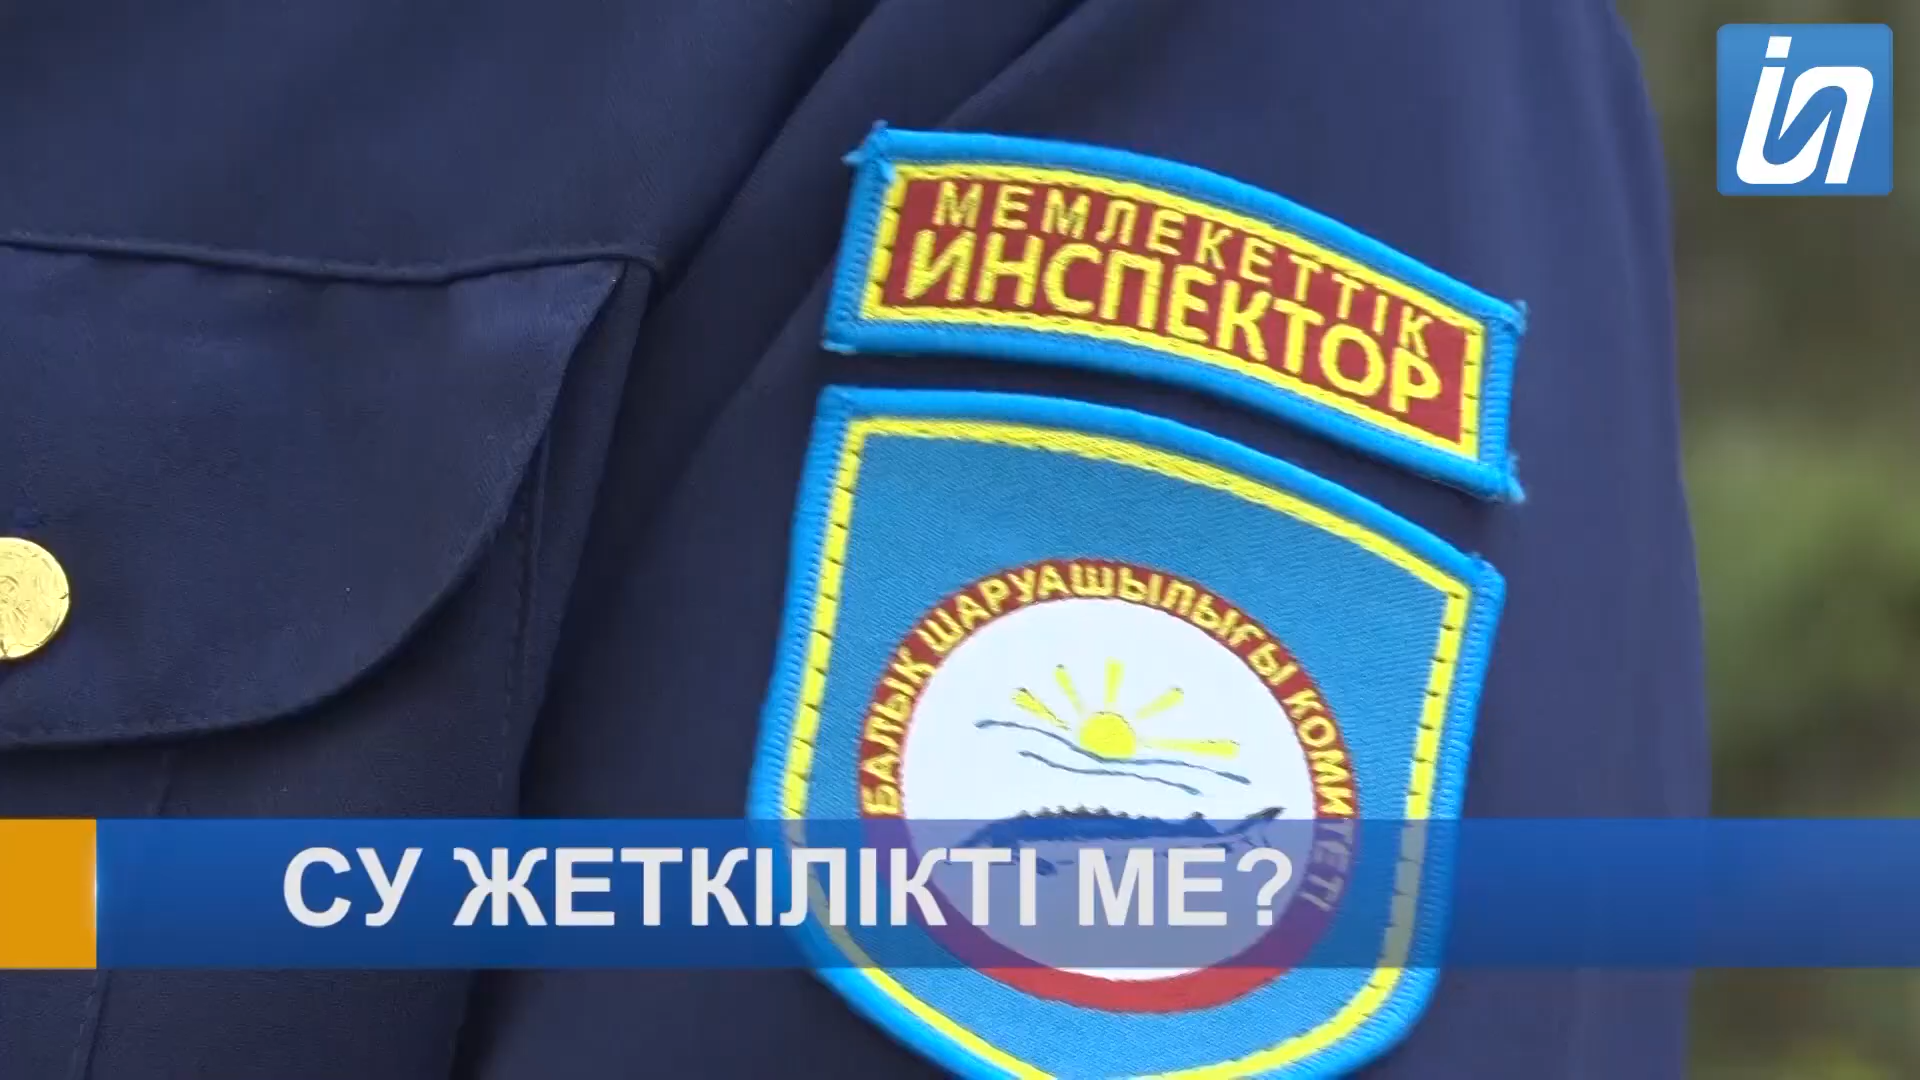 МЕМЛЕКЕТТІК
ИНСПЕКТОР
БАЛЫҚ ШАРУАШЫЛЫҒЫ КОМИТЕТІ
СУ ЖЕТКІЛІКТІ МЕ?